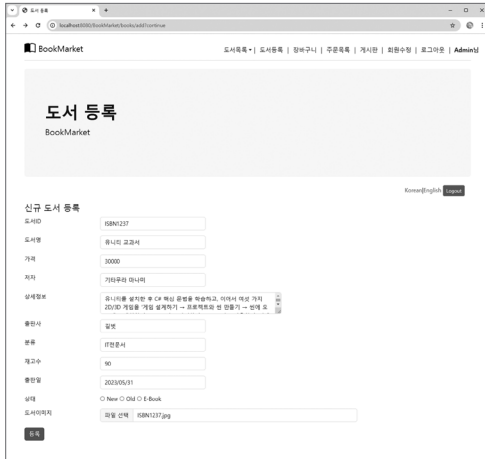 도서 등록
localhost:8080/BookMarket/books/add?continue
BookMarket
도서목록 | 도서등록 | 장바구니 | 주문목록 | 게시판 | 회원수정 | 로그아웃 | Admin님
도서 등록
BookMarket
Korean|English Logout
신규 도서 등록
도서ID ISBN1237
도서명 유니티 교과서
가격 30000
저자 기타무라 마나미
상세정보 유니티를 설치한 후 C# 핵심 문법을 학습하고, 이어서 여섯 가지
2D/3D 게임을 '게임 설계하기 → 프로젝트와 씬 만들기 → 씬에 오
출판사 길벗
분류 IT전문서
재고수 90
출판일 2023/05/31
상태 New Old E-Book
도서이미지 파일 선택 ISBN1237.jpg
등록